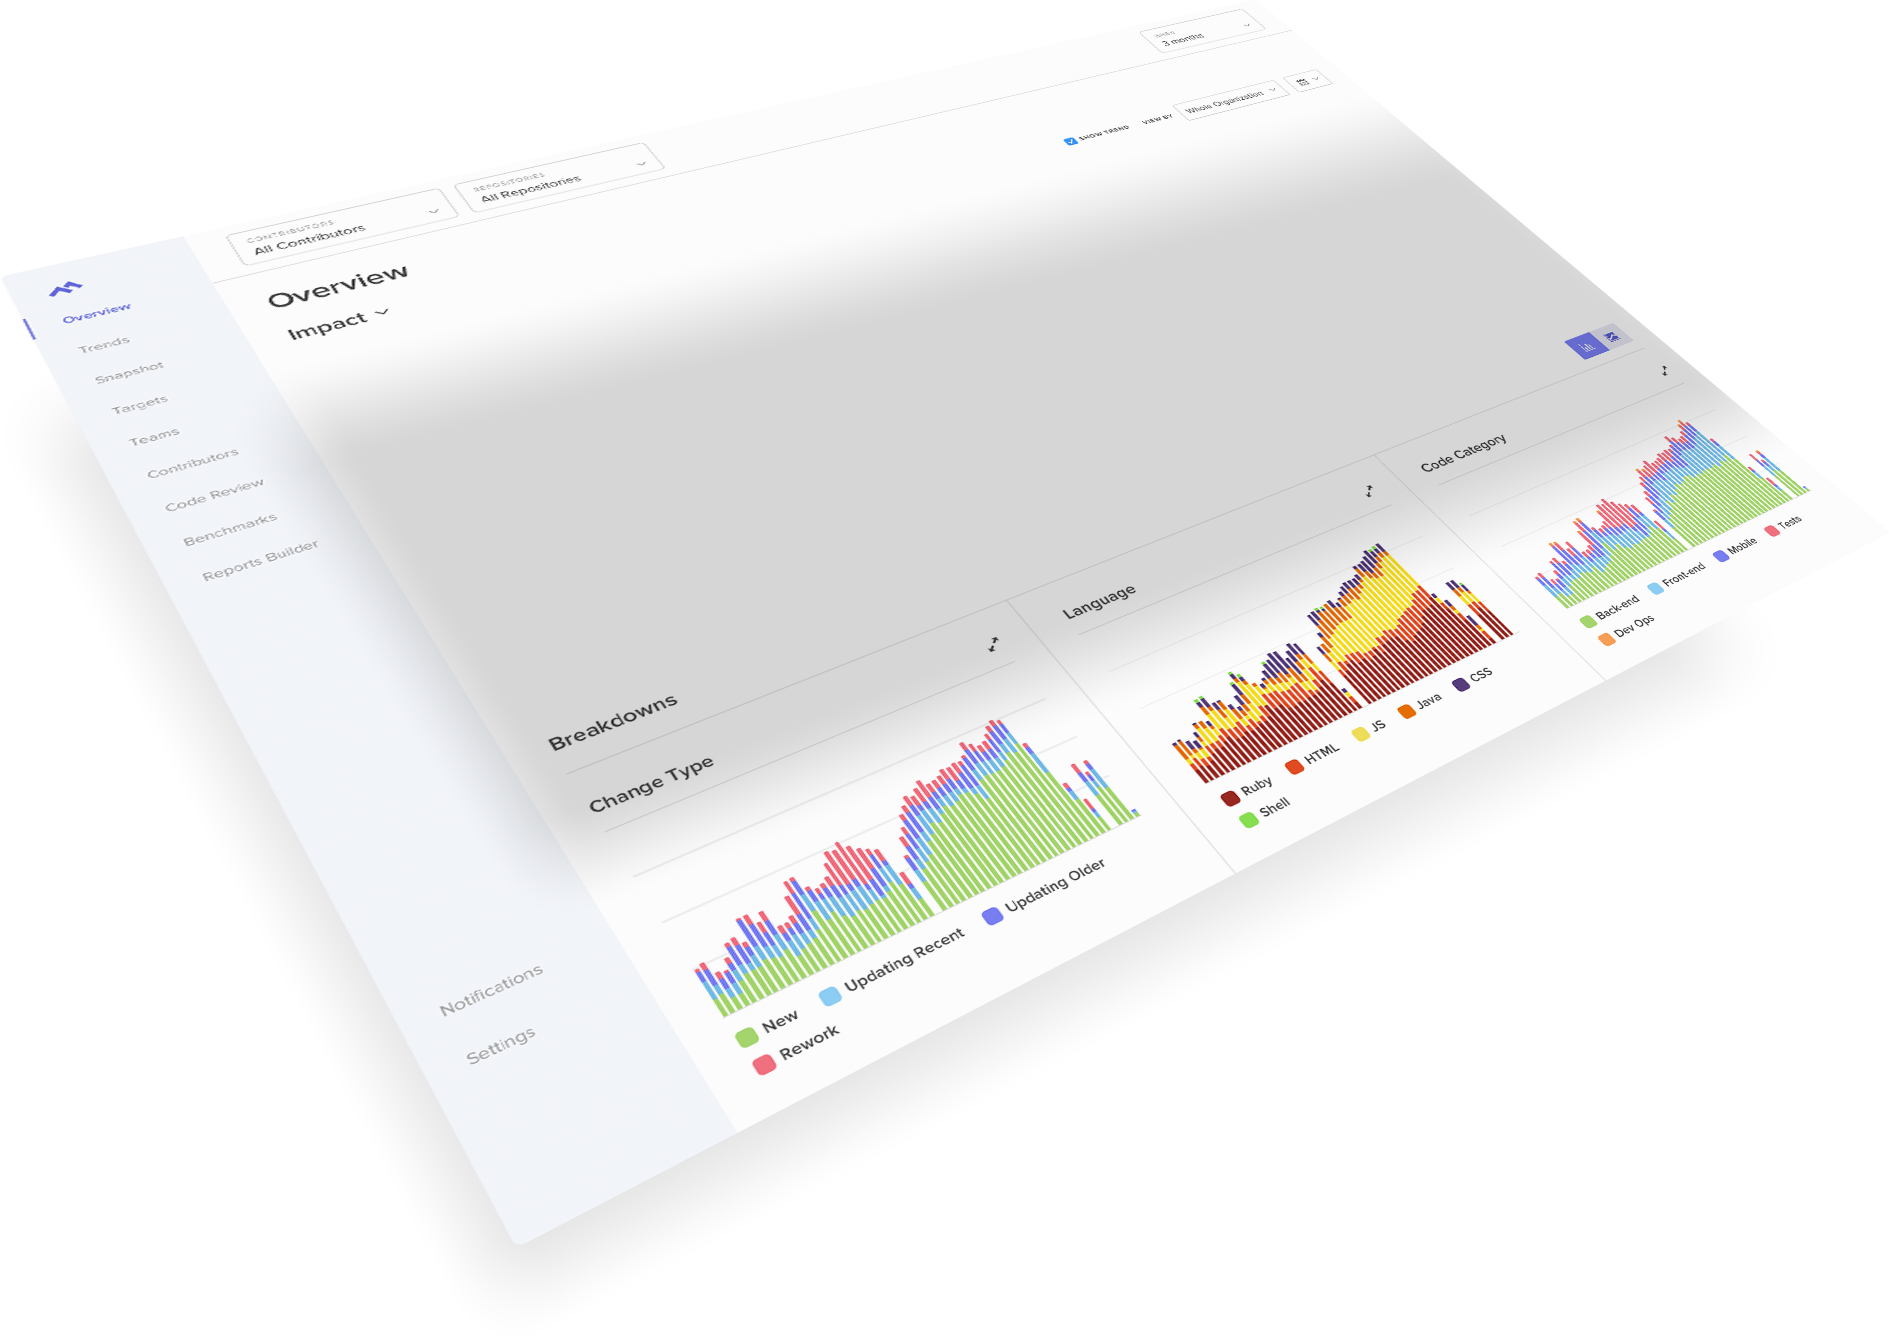 3 months
CONTRIBUTORS
All Contributors
REPOSITORIES
All Repositories
SHOW TREND
VIEW BY
Whole Organization
Overview
Trends
Snapshot
Targets
Teams
Contributors
Code Review
Benchmarks
Reports Builder
Notifications
Settings
Overview
Impact
Breakdowns
Change Type
New
Updating Recent
Updating Older
Rework
Language
Ruby
HTML
JS
Java
CSS
Shell
Code Category
Back-end
Front-end
Mobile
Tests
Dev Ops